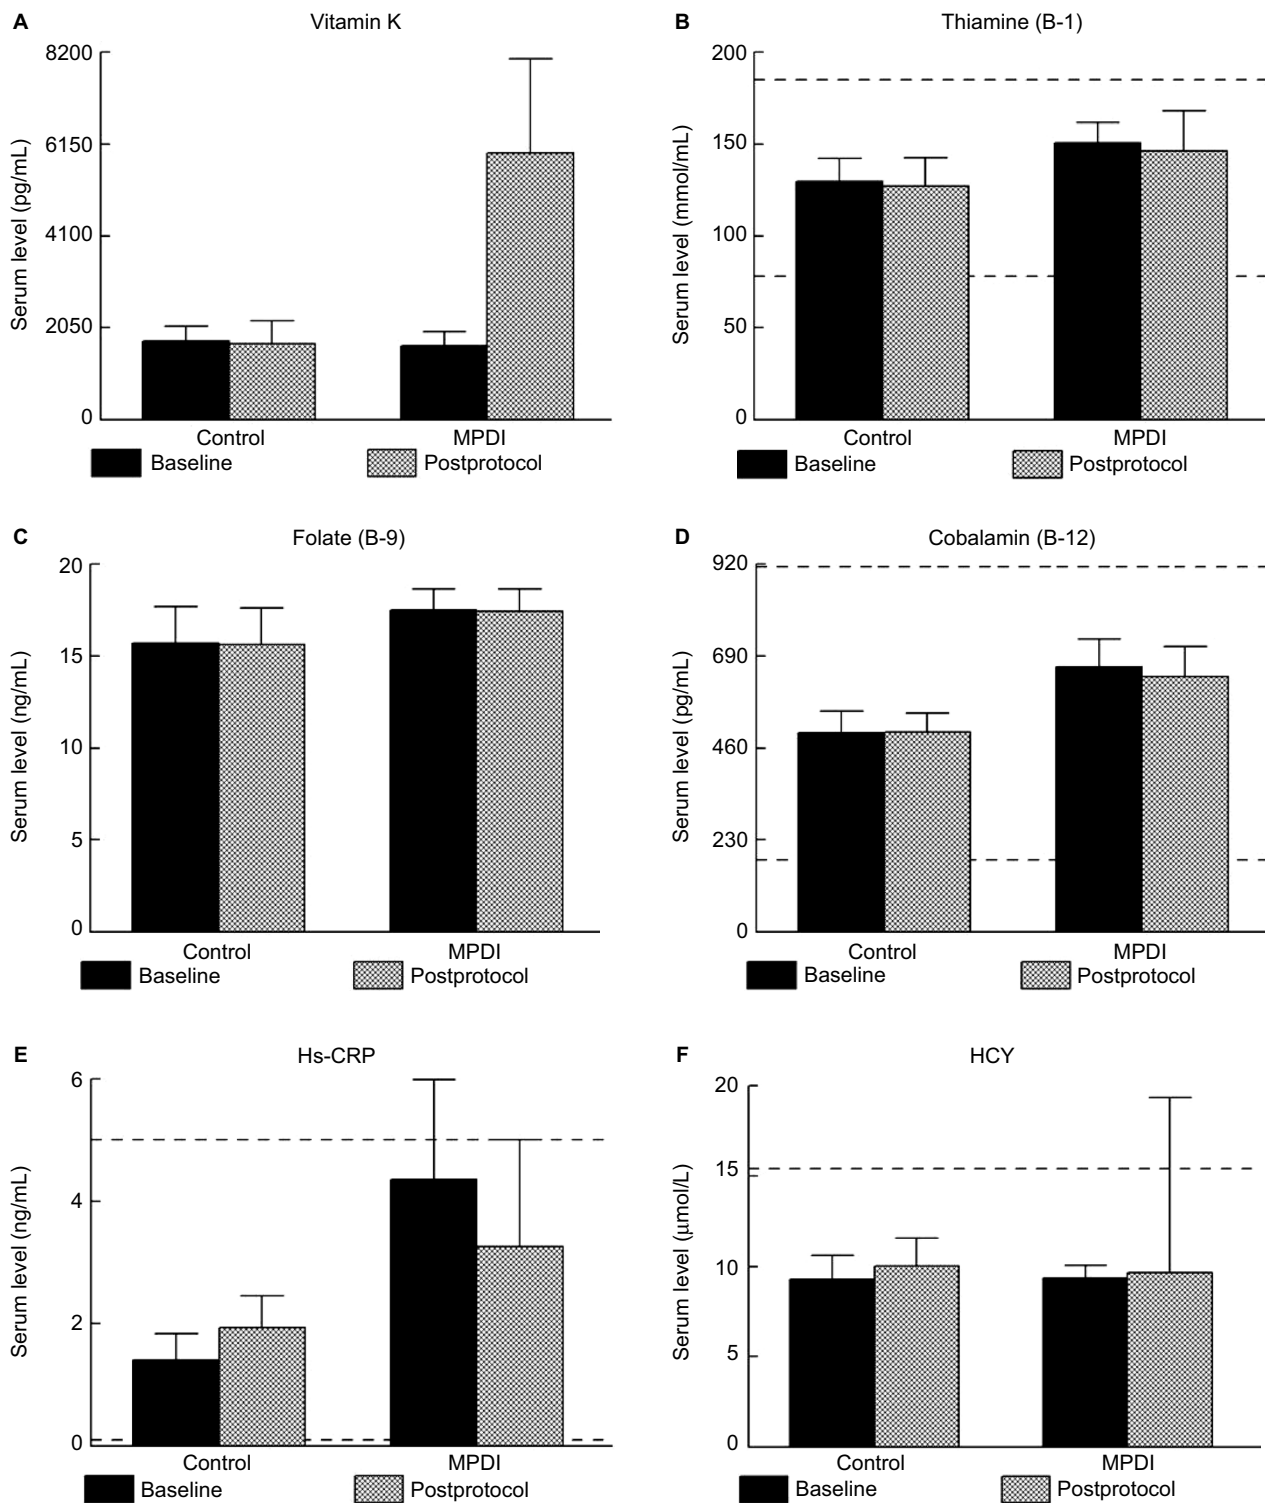 A Vitamin K
8200
6150
4100
2050
0
Serum level (pg/mL)
Control MPDI
Baseline Postprotocol
B Thiamine (B-1)
200
150
100
50
0
Serum level (mmol/mL)
Control MPDI
Baseline Postprotocol
C Folate (B-9)
20
15
10
5
0
Serum level (ng/mL)
Control MPDI
Baseline Postprotocol
D Cobalamin (B-12)
920
690
460
230
0
Serum level (pg/mL)
Control MPDI
Baseline Postprotocol
E Hs-CRP
6
4
2
0
Serum level (ng/mL)
Control MPDI
Baseline Postprotocol
F HCY
20
15
10
5
0
Serum level (μmol/L)
Control MPDI
Baseline Postprotocol